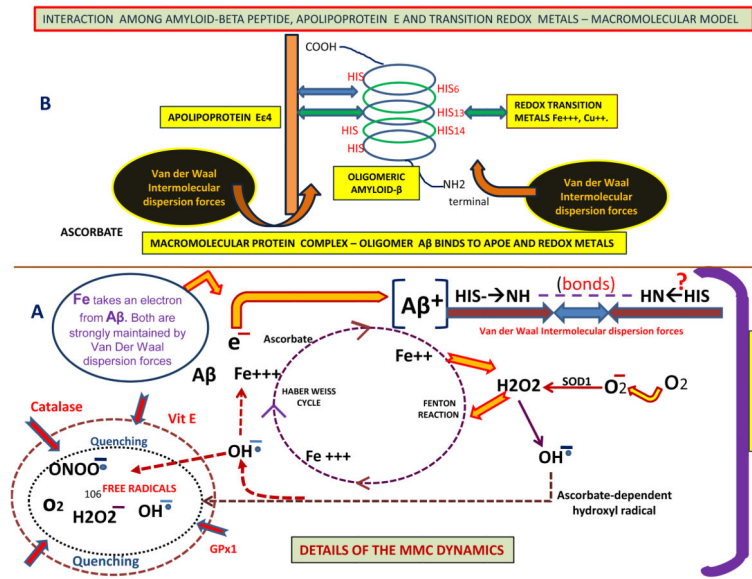 INTERACTION AMONG AMYLOID-BETA PEPTIDE, APOLIPOPROTEIN E AND TRANSITION REDOX METALS – MACROMOLECULAR MODEL
COOH
B
HIS
HIS6
APOLIPOPROTEIN Eε4
HIS13
REDOX TRANSITION
METALS Fe+++, Cu++.
HIS
HIS14
HIS
OLIGOMERIC
AMYLOID-β
NH2
terminal
Van der Waal
Intermolecular
dispersion forces
Van der Waal
Intermolecular
dispersion forces
ASCORBATE
MACROMOLECULAR PROTEIN COMPLEX – OLIGOMER Aβ BINDS TO APOE AND REDOX METALS
A
Fe takes an electron
from Aβ. Both are
strongly maintained by
Van Der Waal
dispersion forces
e−
[Aβ+]
HIS-→NH
(bonds)
HN←HIS
?
Van der Waal Intermolecular dispersion forces
Ascorbate
Aβ
Fe+++
Fe++
HABER WEISS
CYCLE
FENTON
REACTION
H2O2
SOD1
O2−
O2
Fe +++
OH−
OH−
Ascorbate-dependent
hydroxyl radical
Catalase
Vit E
Quenching
ONOO−
106
FREE RADICALS
O2
H2O2−
OH−
GPx1
Quenching
DETAILS OF THE MMC DYNAMICS